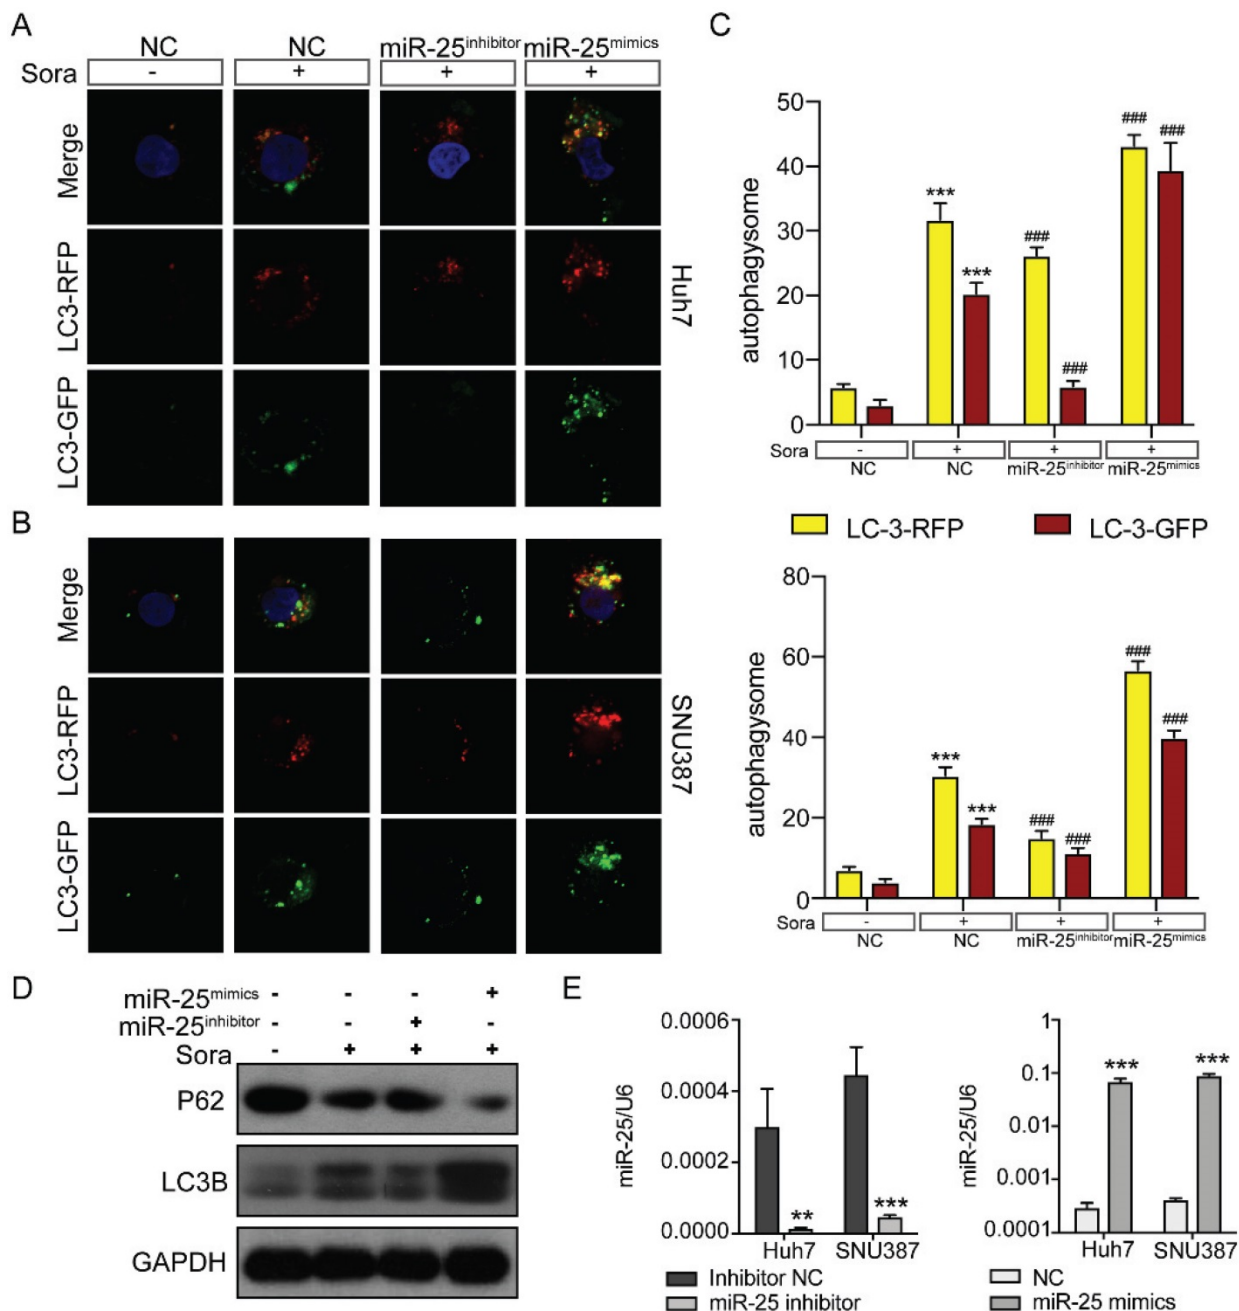 A
NC NC miR-25inhibitor miR-25mimics
Sora - + + +
Merge
LC3-RFP
LC3-GFP
Huh7
B
Merge
LC3-RFP
LC3-GFP
SNU387
C
50
40
30
20
10
0
autophagysome
*** *** ### ### ### ###
Sora - + + +
NC NC miR-25inhibitor miR-25mimics
LC-3-RFP LC-3-GFP
80
60
40
20
0
autophagysome
*** *** ### ### ### ###
Sora - + + +
NC NC miR-25inhibitor miR-25mimics
D
miR-25mimics - - - +
miR-25inhibitor - - + -
Sora - + + +
P62
LC3B
GAPDH
E
0.0006
0.0004
0.0002
0.0000
miR-25/U6
** ***
Huh7 SNU387
Inhibitor NC
miR-25 inhibitor
1
0.1
0.01
0.001
0.0001
miR-25/U6
*** ***
Huh7 SNU387
NC
miR-25 mimics